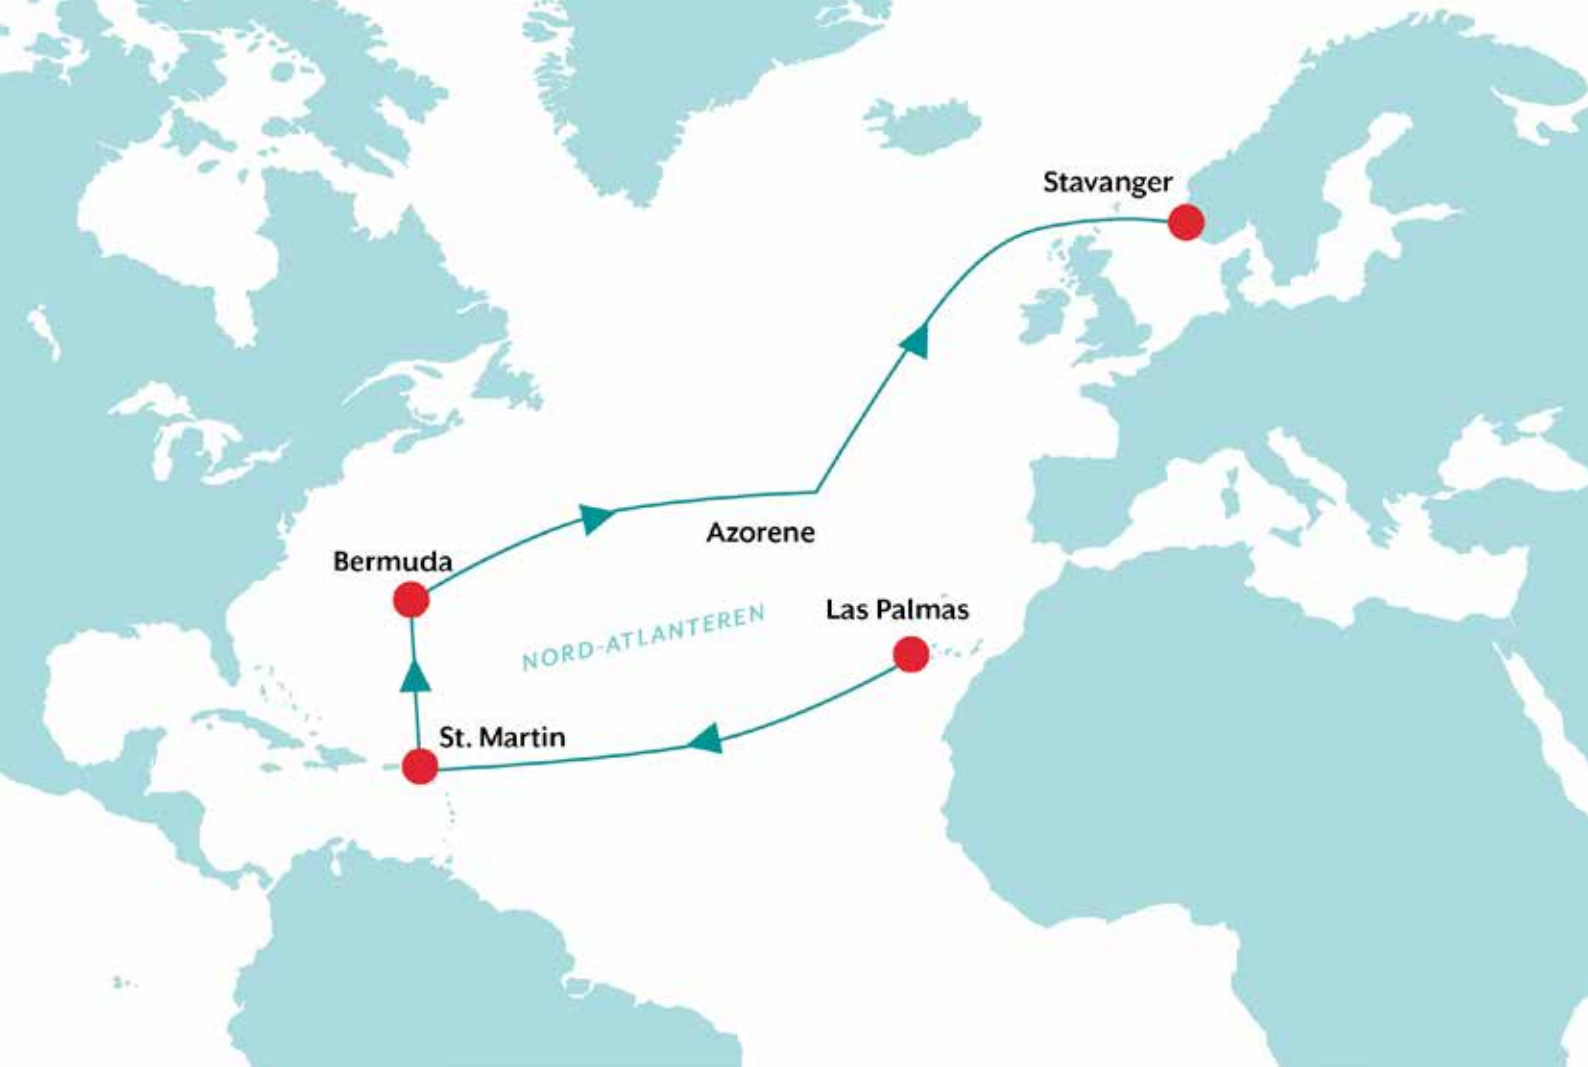 Stavanger
Azorene
Bermuda
Las Palmas
NORD-ATLANTEREN
St. Martin